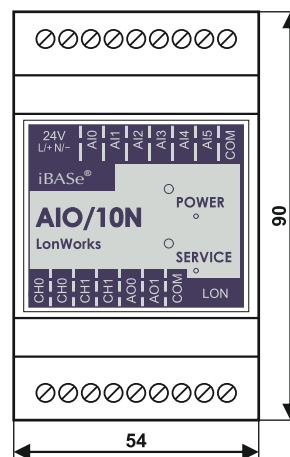 24V AI0 AI1 AI2 AI3 AI4 AI5 COM
L/+ N/–
iBASe®
AIO/10N
POWER
LonWorks
SERVICE
CH0 CH0 CH1 CH1 AO0 AO1 COM LON
90
54